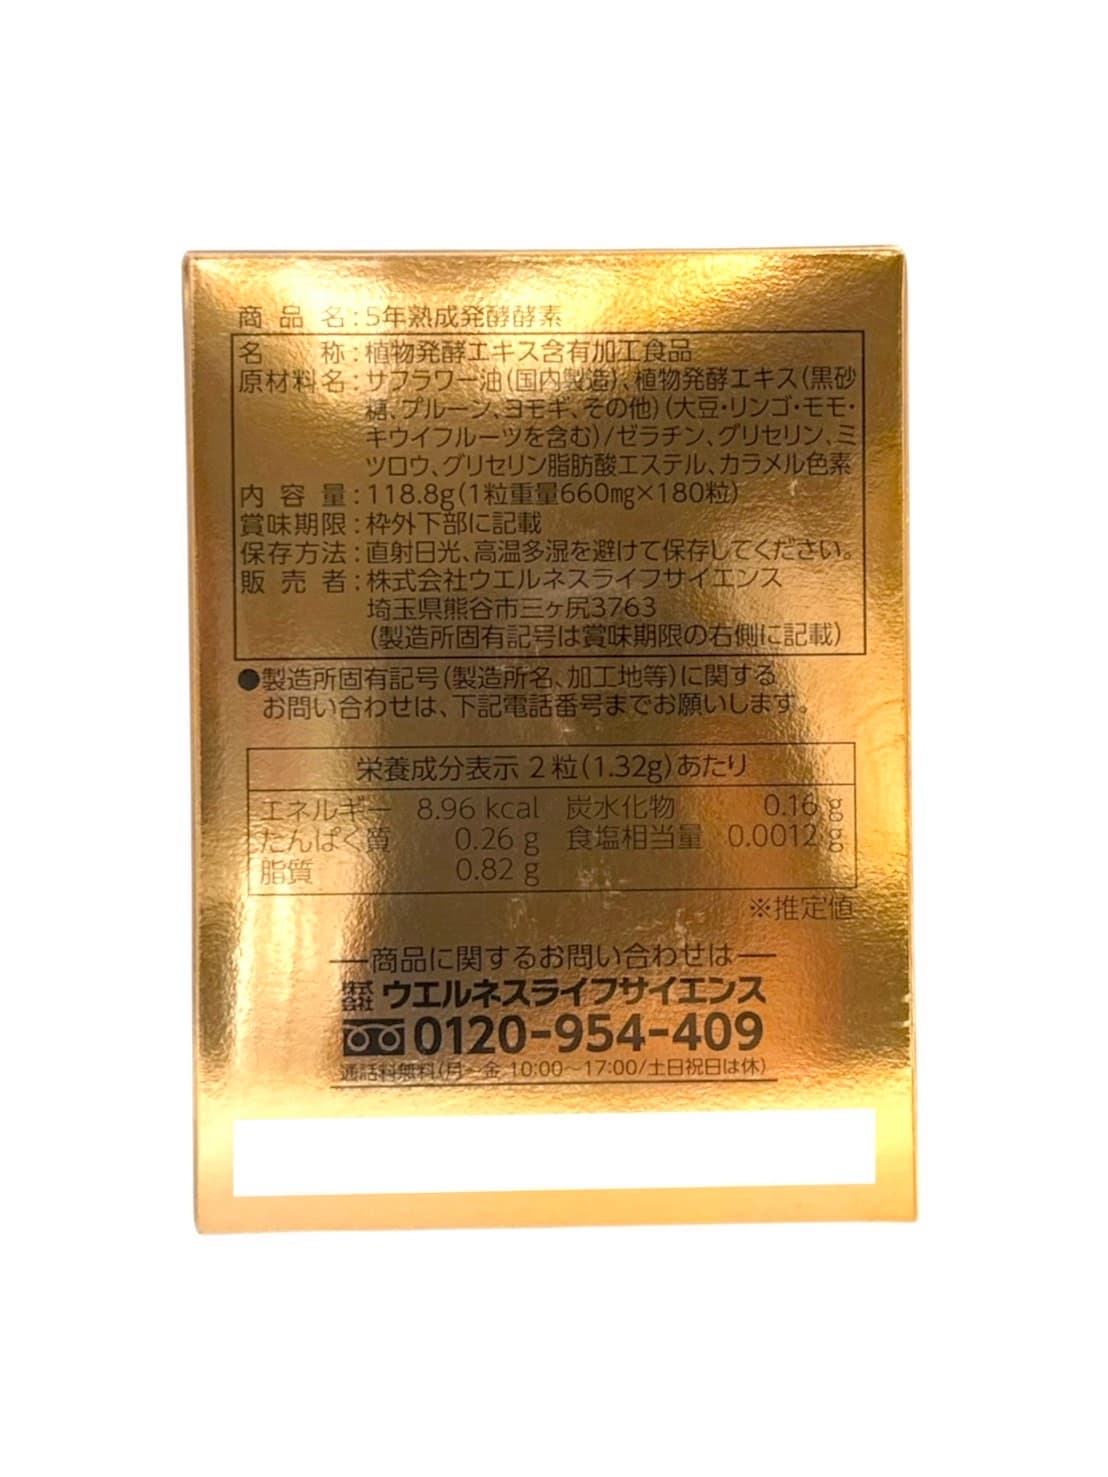 商品名:5年熟成発酵酵素
名称:植物発酵エキス含有加工食品
原材料名:サフラワー油(国内製造)、植物発酵エキス(黒砂
糖、プルーン、ヨモギ、その他)(大豆・リンゴ・モモ・
キウイフルーツを含む)/ゼラチン、グリセリン、ミ
ツロウ、グリセリン脂肪酸エステル、カラメル色素
内容量:118.8g(1粒重量660mg×180粒)
賞味期限:枠外下部に記載
保存方法:直射日光、高温多湿を避けて保存してください。
販売者:株式会社ウエルネスライフサイエンス
埼玉県熊谷市三ヶ尻3763
(製造所固有記号は賞味期限の右側に記載)
●製造所固有記号(製造所名、加工地等)に関する
お問い合わせは、下記電話番号までお願いします。
栄養成分表示 2粒(1.32g)あたり
エネルギー 8.96 kcal 炭水化物 0.16 g
たんぱく質 0.26 g 食塩相当量 0.0012 g
脂質 0.82 g
※推定値
―商品に関するお問い合わせは―
株式会社ウエルネスライフサイエンス
0120-954-409
通話料無料(月~金 10:00~17:00/土日祝日は休)